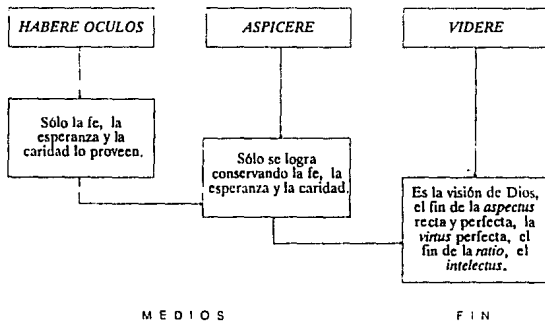 HABERE OCULOS
ASPICERE
VIDERE
Sólo la fe, la
esperanza y la
caridad lo proveen.
Sólo se logra
conservando la fe, la
esperanza y la caridad.
Es la visión de Dios,
el fin de la aspectus
recta y perfecta, la
virtus perfecta, el
fin de la ratio, el
intelectus.
MEDIOS
FIN